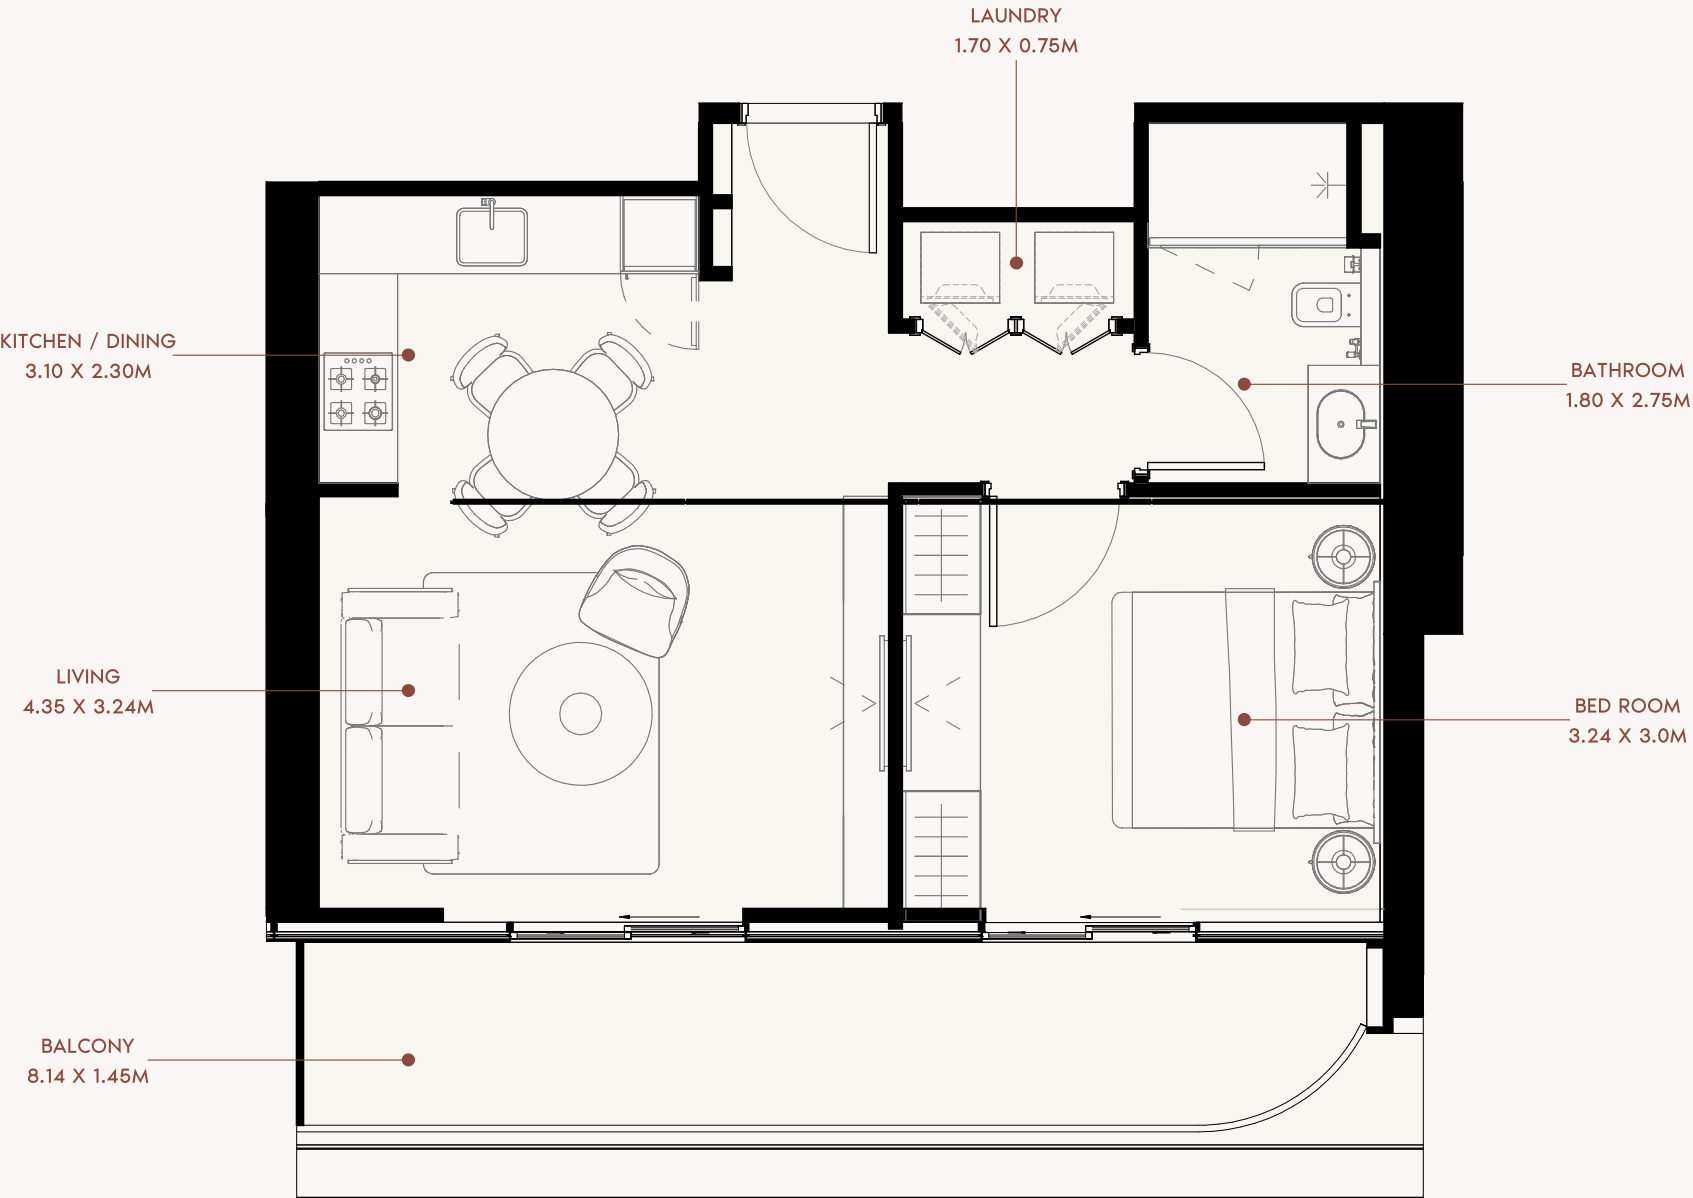 LAUNDRY
1.70 X 0.75M
KITCHEN / DINING
3.10 X 2.30M
BATHROOM
1.80 X 2.75M
LIVING
4.35 X 3.24M
BED ROOM
3.24 X 3.0M
BALCONY
8.14 X 1.45M